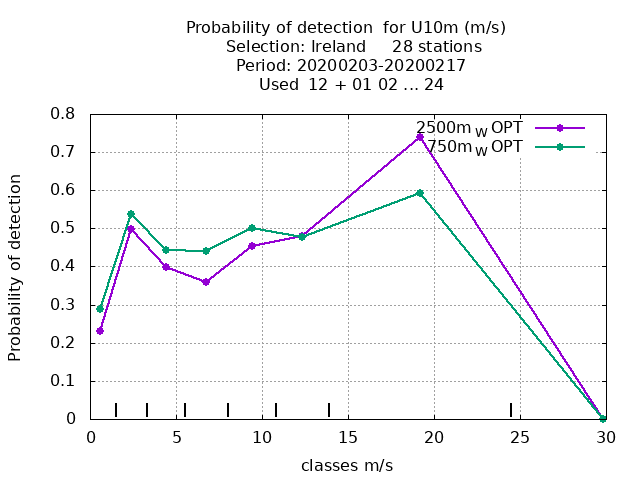 Probability of detection  for U10m (m/s)
Selection: Ireland     28 stations
Period: 20200203-20200217
Used  12 + 01 02 ... 24
2500m W OPT
750m W OPT
Probability of detection
0.8
0.7
0.6
0.5
0.4
0.3
0.2
0.1
0
0 5 10 15 20 25 30
classes m/s